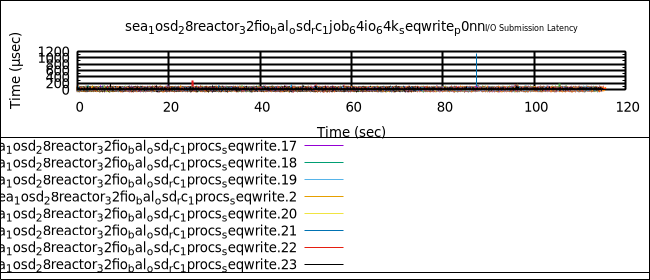 sea1osd28reactor32fiobalosdrc1job64io64kseqwritep0nnI/O Submission Latency
Time (µsec)
1200
1000
800
600
400
200
0
0 20 40 60 80 100 120
Time (sec)
a1osd28reactor32fiobalosdrc1procsseqwrite.17
a1osd28reactor32fiobalosdrc1procsseqwrite.18
a1osd28reactor32fiobalosdrc1procsseqwrite.19
ea1osd28reactor32fiobalosdrc1procsseqwrite.2
a1osd28reactor32fiobalosdrc1procsseqwrite.20
a1osd28reactor32fiobalosdrc1procsseqwrite.21
a1osd28reactor32fiobalosdrc1procsseqwrite.22
a1osd28reactor32fiobalosdrc1procsseqwrite.23